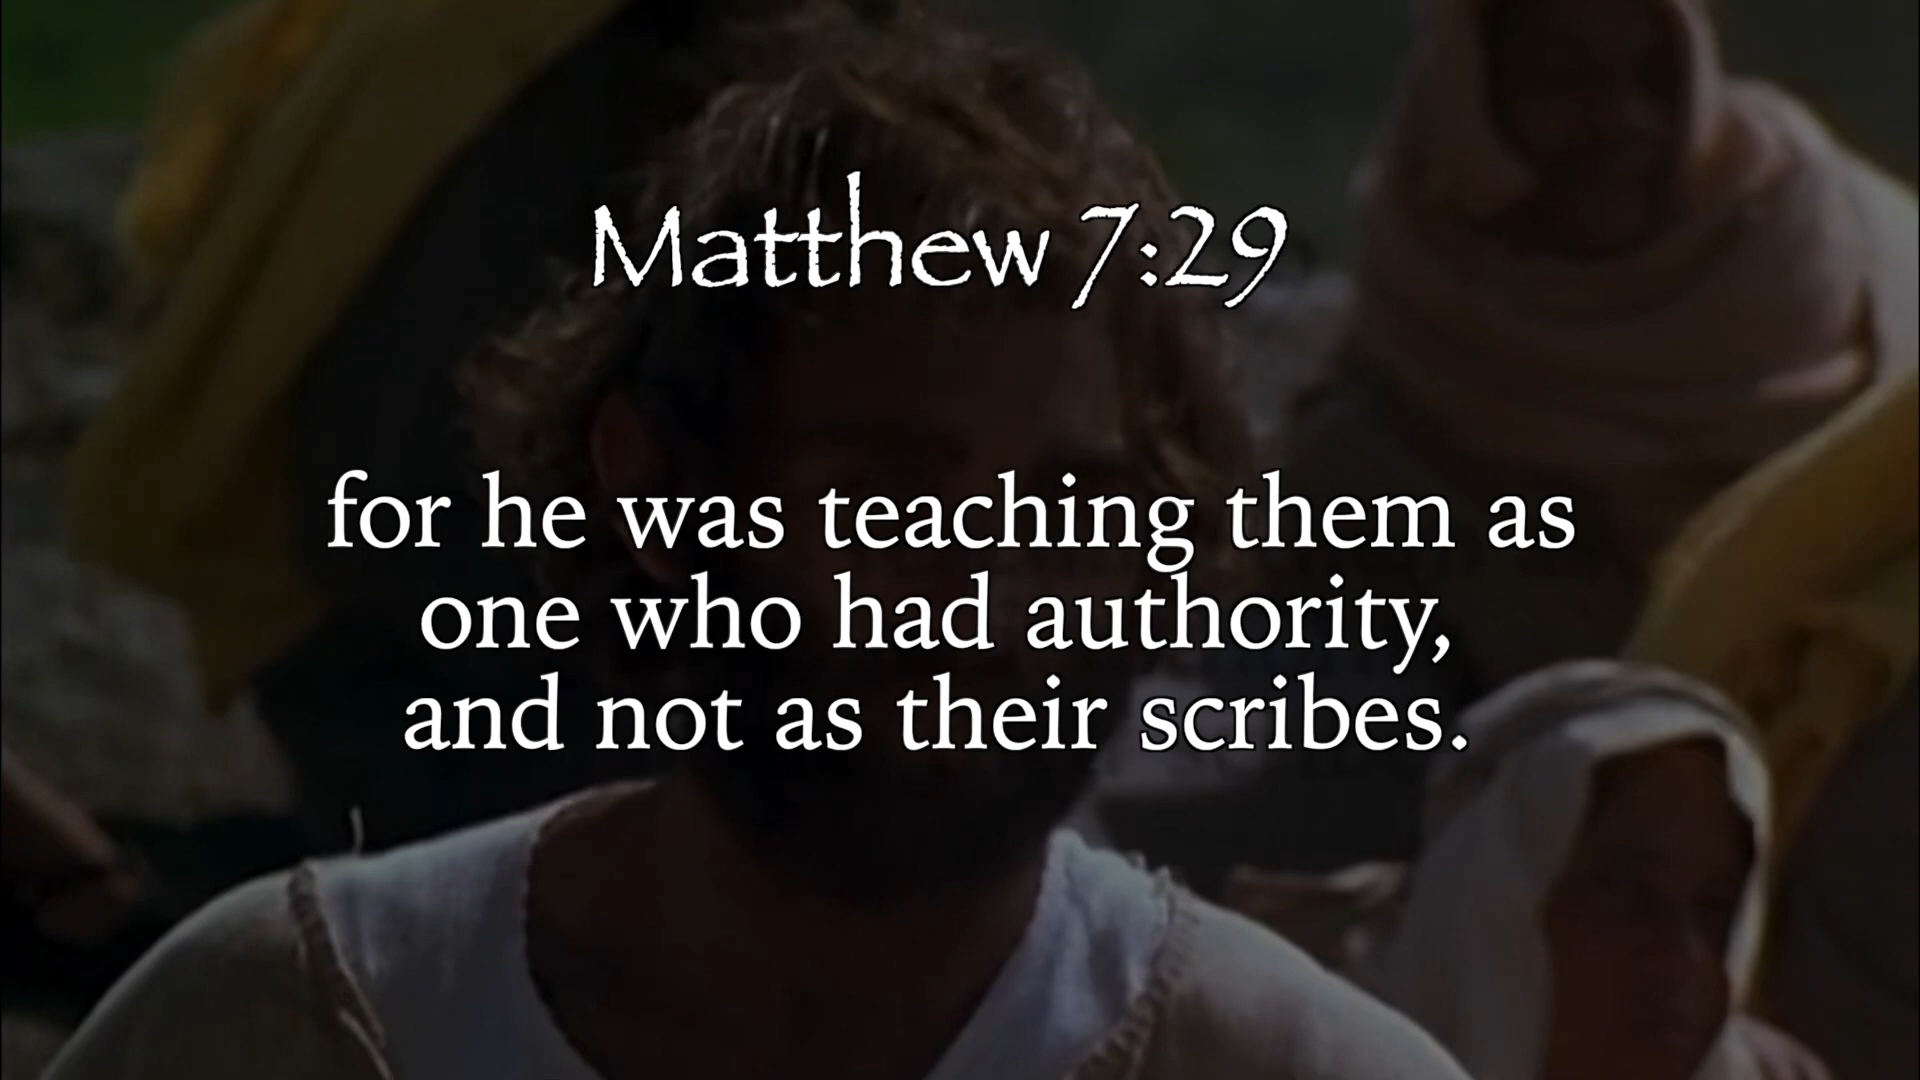 Matthew 7:29
for he was teaching them as
one who had authority,
and not as their scribes.